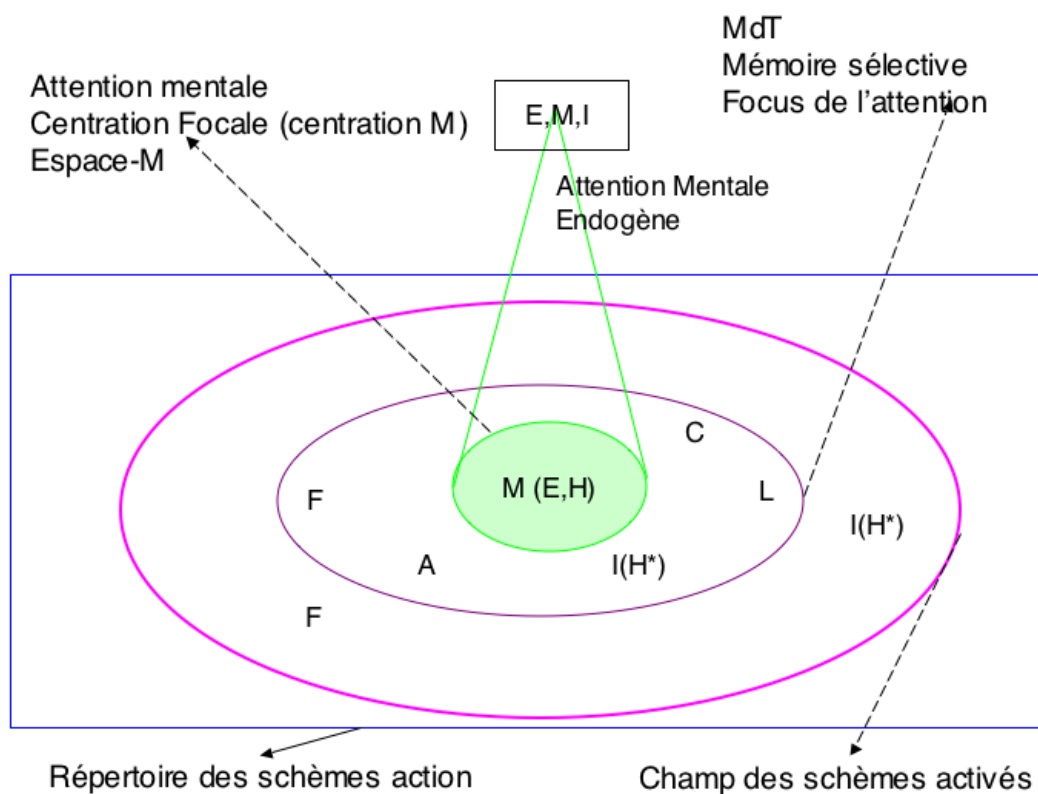 MdT
Mémoire sélective
Focus de l'attention
Attention mentale
Centration Focale (centration M)
Espace-M
E,M,I
Attention Mentale
Endogène
C
M (E,H)
L
F
I(H*)
A
I(H*)
F
Répertoire des schèmes action
Champ des schèmes activés